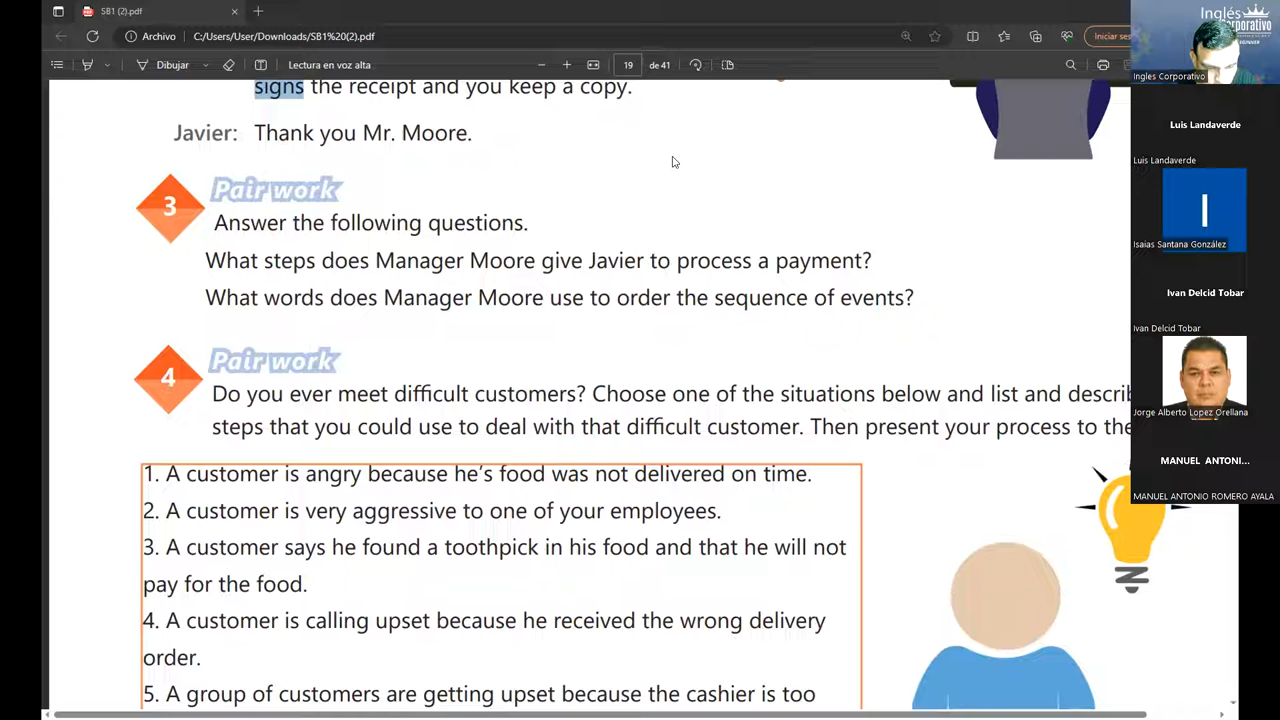 SB1 (2).pdf
Archivo
C:/Users/User/Downloads/SB1%20(2).pdf
Iniciar ses
Dibujar
Lectura en voz alta
19
de 41
signs the receipt and you keep a copy.
Javier: Thank you Mr. Moore.
3
Pair work
Answer the following questions.
What steps does Manager Moore give Javier to process a payment?
What words does Manager Moore use to order the sequence of events?
4
Pair work
Do you ever meet difficult customers? Choose one of the situations below and list and describ
steps that you could use to deal with that difficult customer. Then present your process to the
1. A customer is angry because he's food was not delivered on time.
2. A customer is very aggressive to one of your employees.
3. A customer says he found a toothpick in his food and that he will not
pay for the food.
4. A customer is calling upset because he received the wrong delivery
order.
5. A group of customers are getting upset because the cashier is too
Inglés
Corporativo
Ingles Corporativo
Luis Landaverde
Luis Landaverde
I
Isaias Santana González
Ivan Delcid Tobar
Ivan Delcid Tobar
Jorge Alberto Lopez Orellana
MANUEL ANTONI...
MANUEL ANTONIO ROMERO AYALA